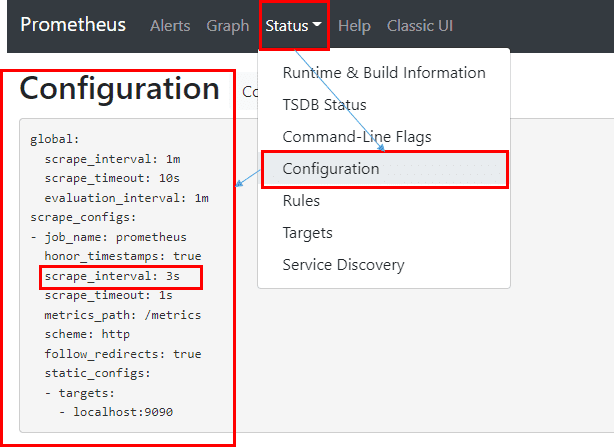 Prometheus Alerts Graph Status Help Classic UI
Configuration Co
Runtime & Build Information
TSDB Status
Command-Line Flags
Configuration
Rules
Targets
Service Discovery
global:
  scrape_interval: 1m
  scrape_timeout: 10s
  evaluation_interval: 1m
scrape_configs:
- job_name: prometheus
  honor_timestamps: true
  scrape_interval: 3s
  scrape_timeout: 1s
  metrics_path: /metrics
  scheme: http
  follow_redirects: true
  static_configs:
  - targets:
    - localhost:9090